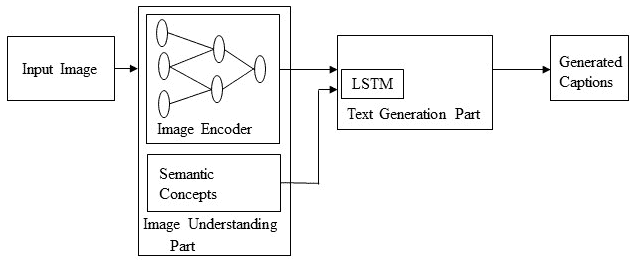 Input Image
Image Encoder
Semantic
Concepts
Image Understanding
Part
LSTM
Text Generation Part
Generated
Captions